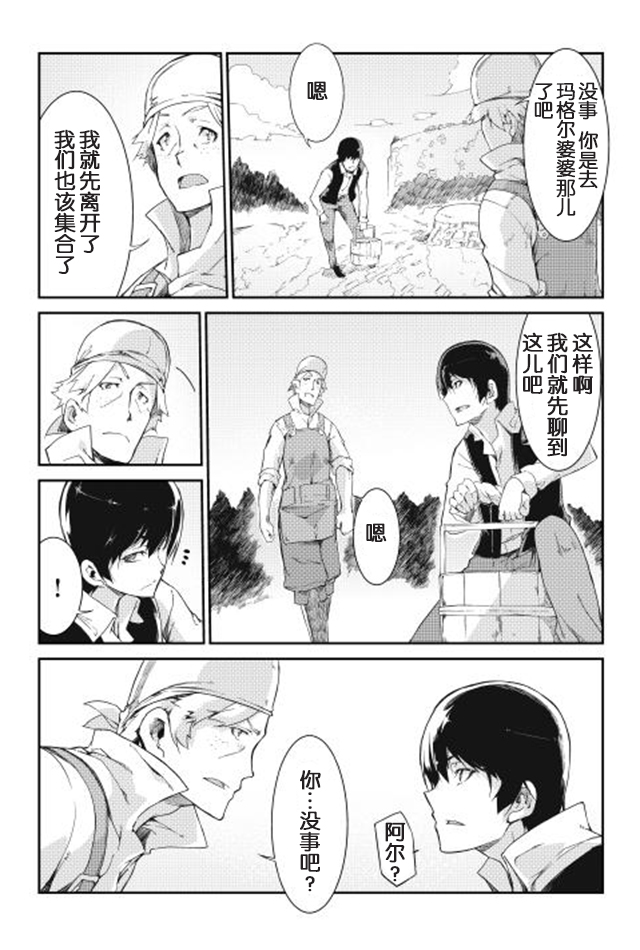 没事 你是去
玛格尔婆婆那儿
了吧
嗯
我就先离开了
我们也该集合了
这样啊
我们就先聊到
这儿吧
嗯
！
阿尔？
你…没事吧？